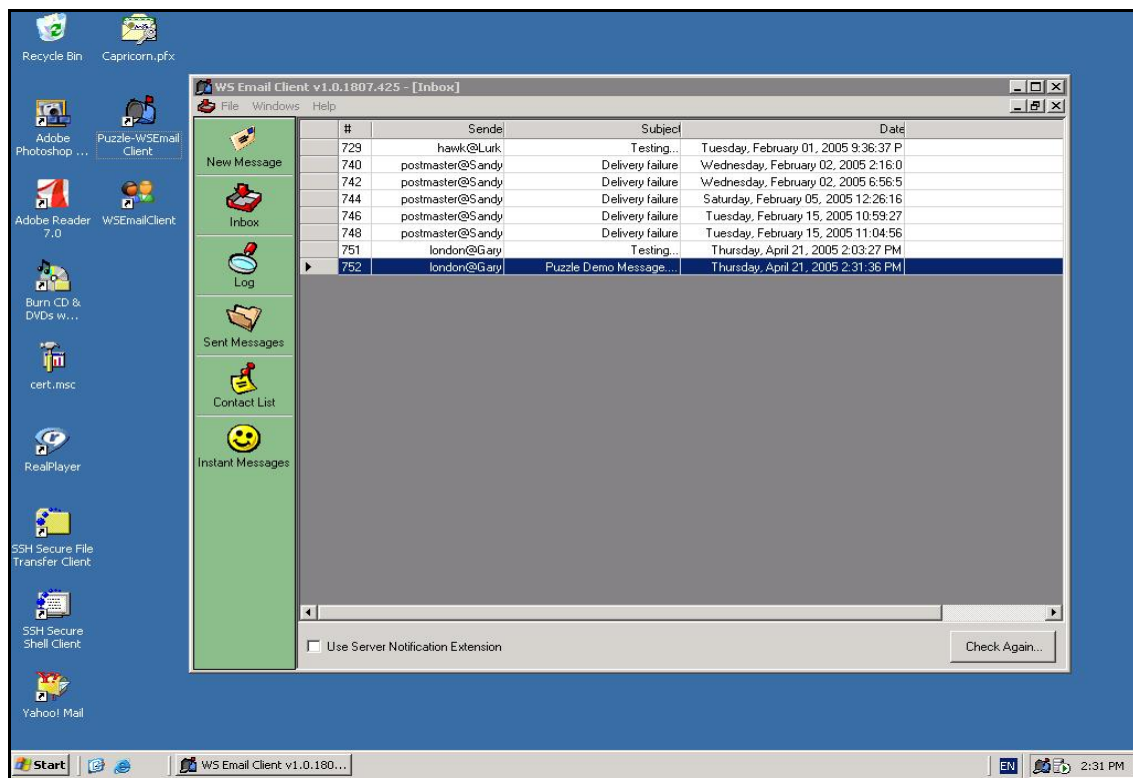 Recycle Bin
Capricorn.pfx
Adobe
Photoshop ...
Puzzle-WSEmail
Client
Adobe Reader
7.0
WSEmailClient
Burn CD &
DVDs w...
cert.msc
RealPlayer
SSH Secure File
Transfer Client
SSH Secure
Shell Client
Yahoo! Mail
WS Email Client v1.0.1807.425 - [Inbox]
File Windows Help
New Message
Inbox
Log
Sent Messages
Contact List
Instant Messages
# Sende Subject Date
729 hawk@Lurk Testing... Tuesday, February 01, 2005 9:36:37 P
740 postmaster@Sandy Delivery failure Wednesday, February 02, 2005 2:16:0
742 postmaster@Sandy Delivery failure Wednesday, February 02, 2005 6:56:5
744 postmaster@Sandy Delivery failure Saturday, February 05, 2005 12:26:16
746 postmaster@Sandy Delivery failure Tuesday, February 15, 2005 10:59:27
748 postmaster@Sandy Delivery failure Tuesday, February 15, 2005 11:04:56
751 london@Gary Testing... Thursday, April 21, 2005 2:03:27 PM
752 london@Gary Puzzle Demo Message.... Thursday, April 21, 2005 2:31:36 PM
Use Server Notification Extension
Check Again...
Start
WS Email Client v1.0.180...
EN
2:31 PM